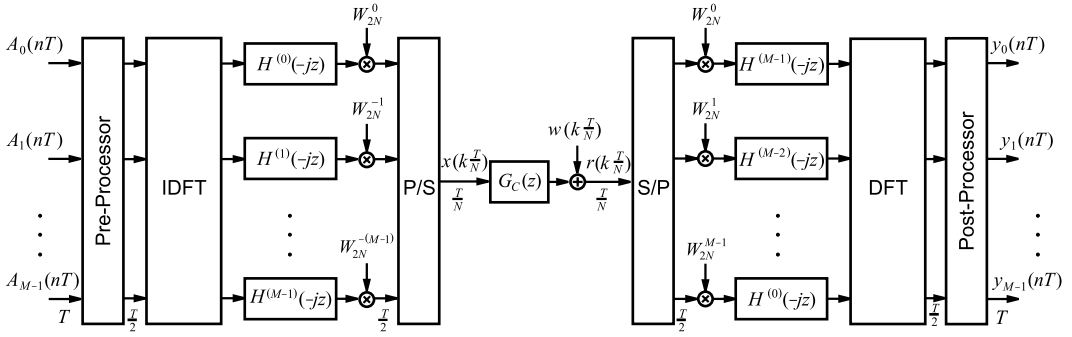 W_{2N}^{0}
A_0(nT)
H^{(0)}(-jz)
W_{2N}^{-1}
A_1(nT)
H^{(1)}(-jz)
Pre-Processor
IDFT
P/S
W_{2N}^{-(M-1)}
A_{M-1}(nT)
H^{(M-1)}(-jz)
T
T/2
T/2
x(k T/N)
T/N
G_C(z)
w(k T/N)
r(k T/N)
T/N
S/P
W_{2N}^{0}
H^{(M-1)}(-jz)
y_0(nT)
W_{2N}^{1}
H^{(M-2)}(-jz)
y_1(nT)
DFT
Post-Processor
W_{2N}^{M-1}
H^{(0)}(-jz)
y_{M-1}(nT)
T/2
T/2
T